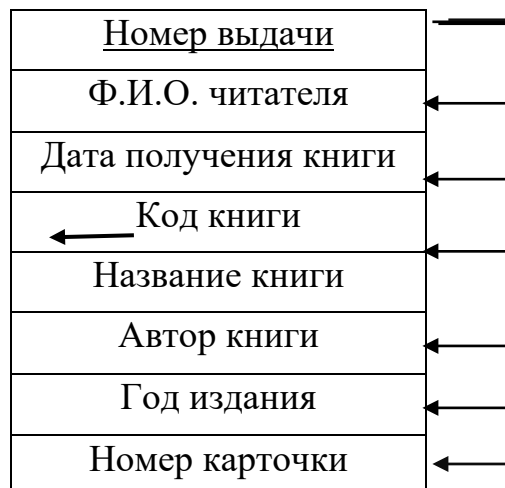 Номер выдачи
Ф.И.О. читателя
Дата получения книги
Код книги
Название книги
Автор книги
Год издания
Номер карточки